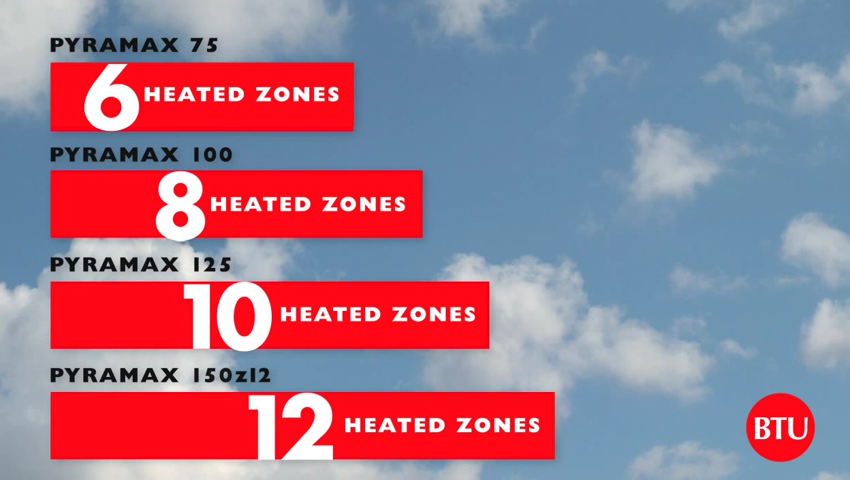 PYRAMAX 75
6 HEATED ZONES
PYRAMAX 100
8 HEATED ZONES
PYRAMAX 125
10 HEATED ZONES
PYRAMAX 150z12
12 HEATED ZONES
BTU